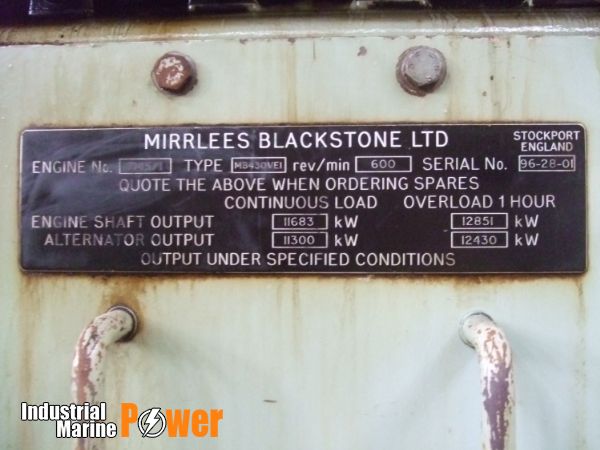 MIRRLEES BLACKSTONE LTD
STOCKPORT
ENGLAND
ENGINE No. TYPE MB430VE1 rev/min 600 SERIAL No. 96-28-01
QUOTE THE ABOVE WHEN ORDERING SPARES
CONTINUOUS LOAD OVERLOAD 1 HOUR
ENGINE SHAFT OUTPUT 11683 kW 12851 kW
ALTERNATOR OUTPUT 11300 kW 12430 kW
OUTPUT UNDER SPECIFIED CONDITIONS
Industrial
Marine Power